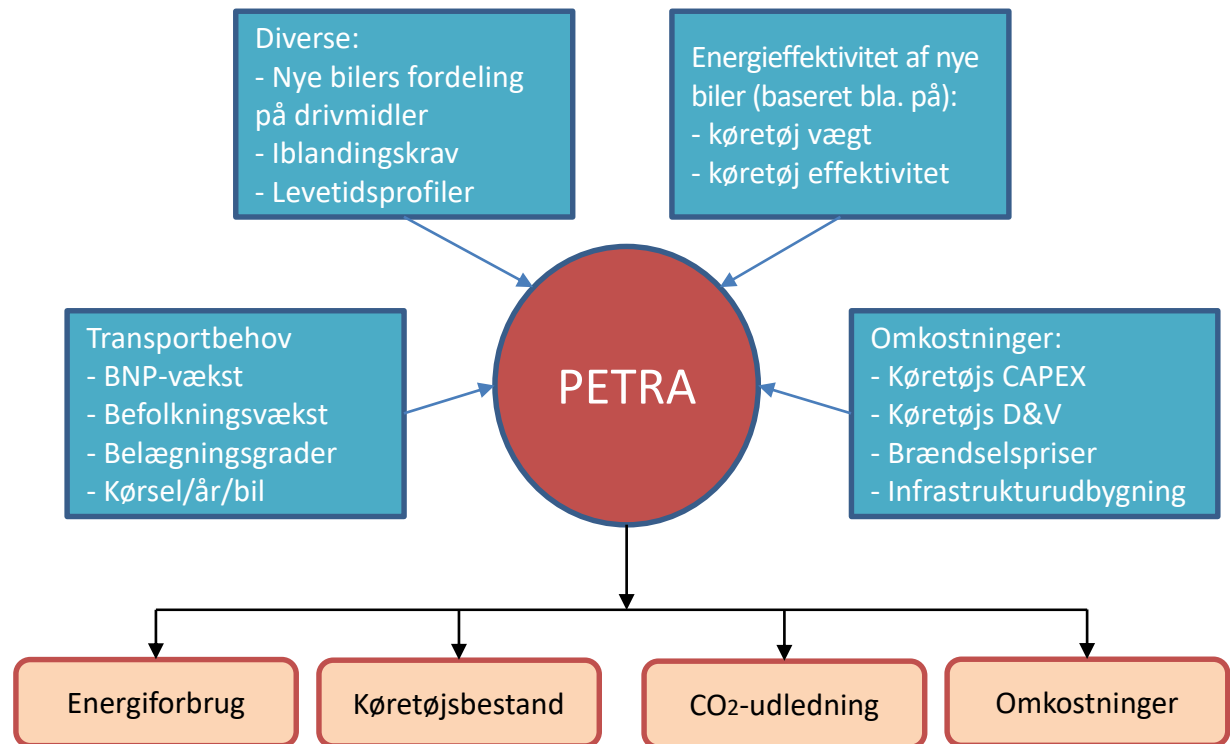 Diverse:
- Nye bilers fordeling
på drivmidler
- Iblandingskrav
- Levetidsprofiler
Energieffektivitet af nye
biler (baseret bla. på):
- køretøj vægt
- køretøj effektivitet
Transportbehov
- BNP-vækst
- Befolkningsvækst
- Belægningsgrader
- Kørsel/år/bil
PETRA
Omkostninger:
- Køretøjs CAPEX
- Køretøjs D&V
- Brændselspriser
- Infrastrukturudbygning
Energiforbrug
Køretøjsbestand
CO2-udledning
Omkostninger